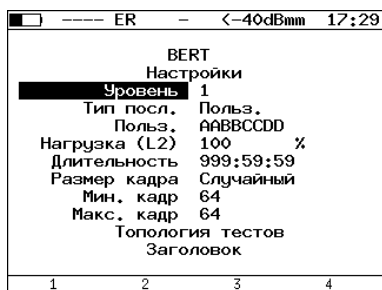 ---- ER – <-40dBmm 17:29
BERT
Настройки
Уровень 1
Тип посл. Польз.
Польз. AABBCCDD
Нагрузка (L2) 100 %
Длительность 999:59:59
Размер кадра Случайный
Мин. кадр 64
Макс. кадр 64
Топология тестов
Заголовок
1 2 3 4